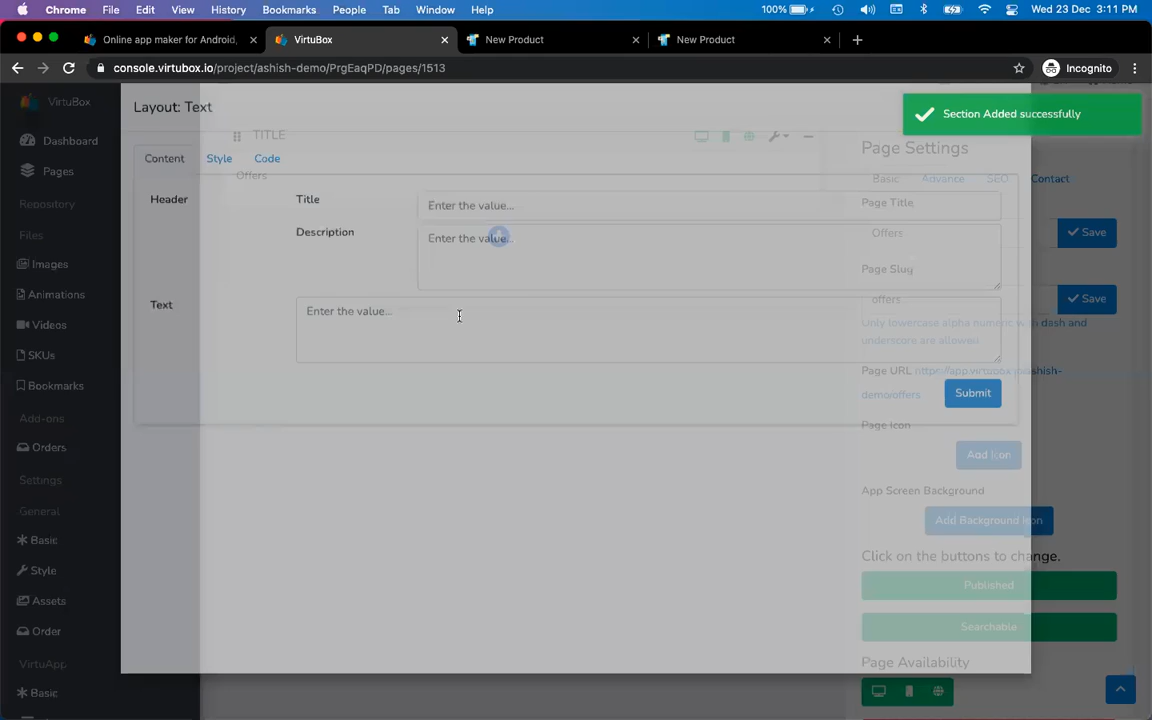 Chrome File Edit View History Bookmarks People Tab Window Help 100% Wed 23 Dec 3:11 PM
Online app maker for Android, VirtuBox New Product New Product
console.virtubox.io/project/ashish-demo/PrgEaqPD/pages/1513 Incognito
VirtuBox
Layout: Text
Section Added successfully
Dashboard
TITLE
Page Settings
Content Style Code
Pages
Offers
Basic Advance SEO Contact
Header Title Enter the value...
Page Title
Repository
Description Enter the value...
Offers Save
Files
Images
Page Slug
Animations
Text Enter the value...
offers Save
Videos
Only lowercase alpha numric with dash and
underscore are allowed
SKUs
Page URL https://app.virtubox.io/ashish-
demo/offers
Bookmarks
Submit
Add-ons
Page Icon
Orders
Add Icon
Settings
App Screen Background
General
Add Background Icon
Basic
Click on the buttons to change.
Style
Published
Assets
Searchable
Order
VirtuApp
Page Availability
Basic